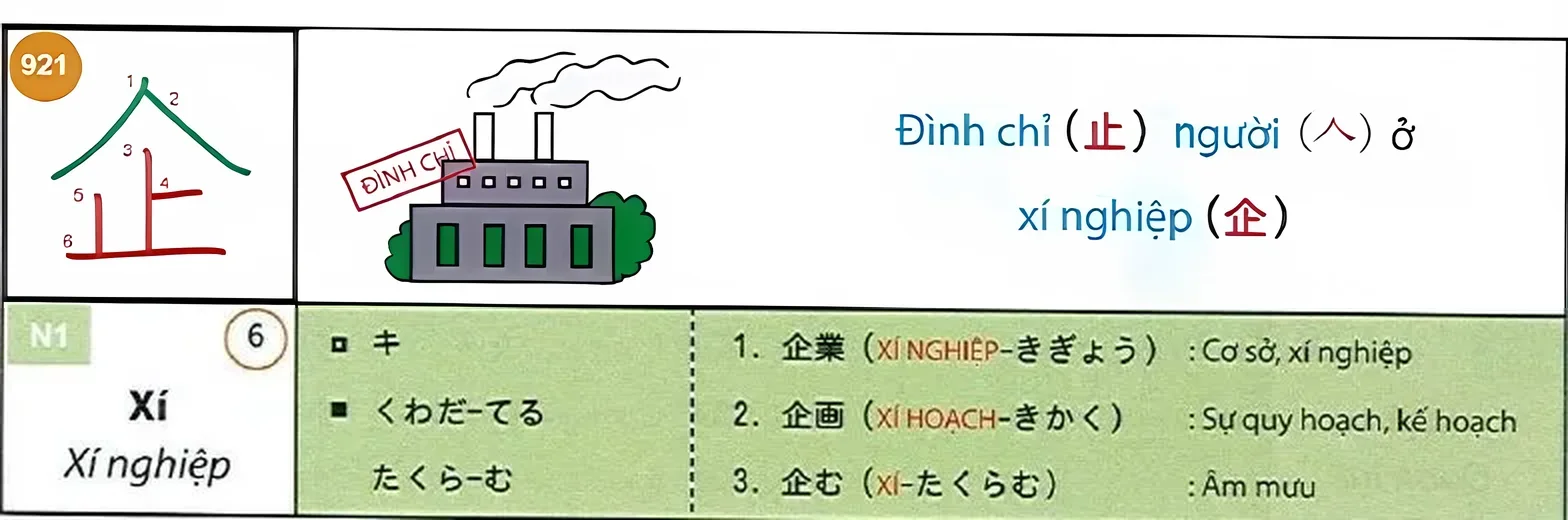 921
1
2
3
4
5
6
ĐÌNH CHỈ
Đình chỉ (止) người (人) ở
xí nghiệp (企)
N1
6
Xí
Xí nghiệp
キ
くわだ-てる
たくら-む
1. 企業 (XÍ NGHIỆP-きぎょう) : Cơ sở, xí nghiệp
2. 企画 (XÍ HOẠCH-きかく) : Sự quy hoạch, kế hoạch
3. 企む (XÍ-たくらむ) : Âm mưu